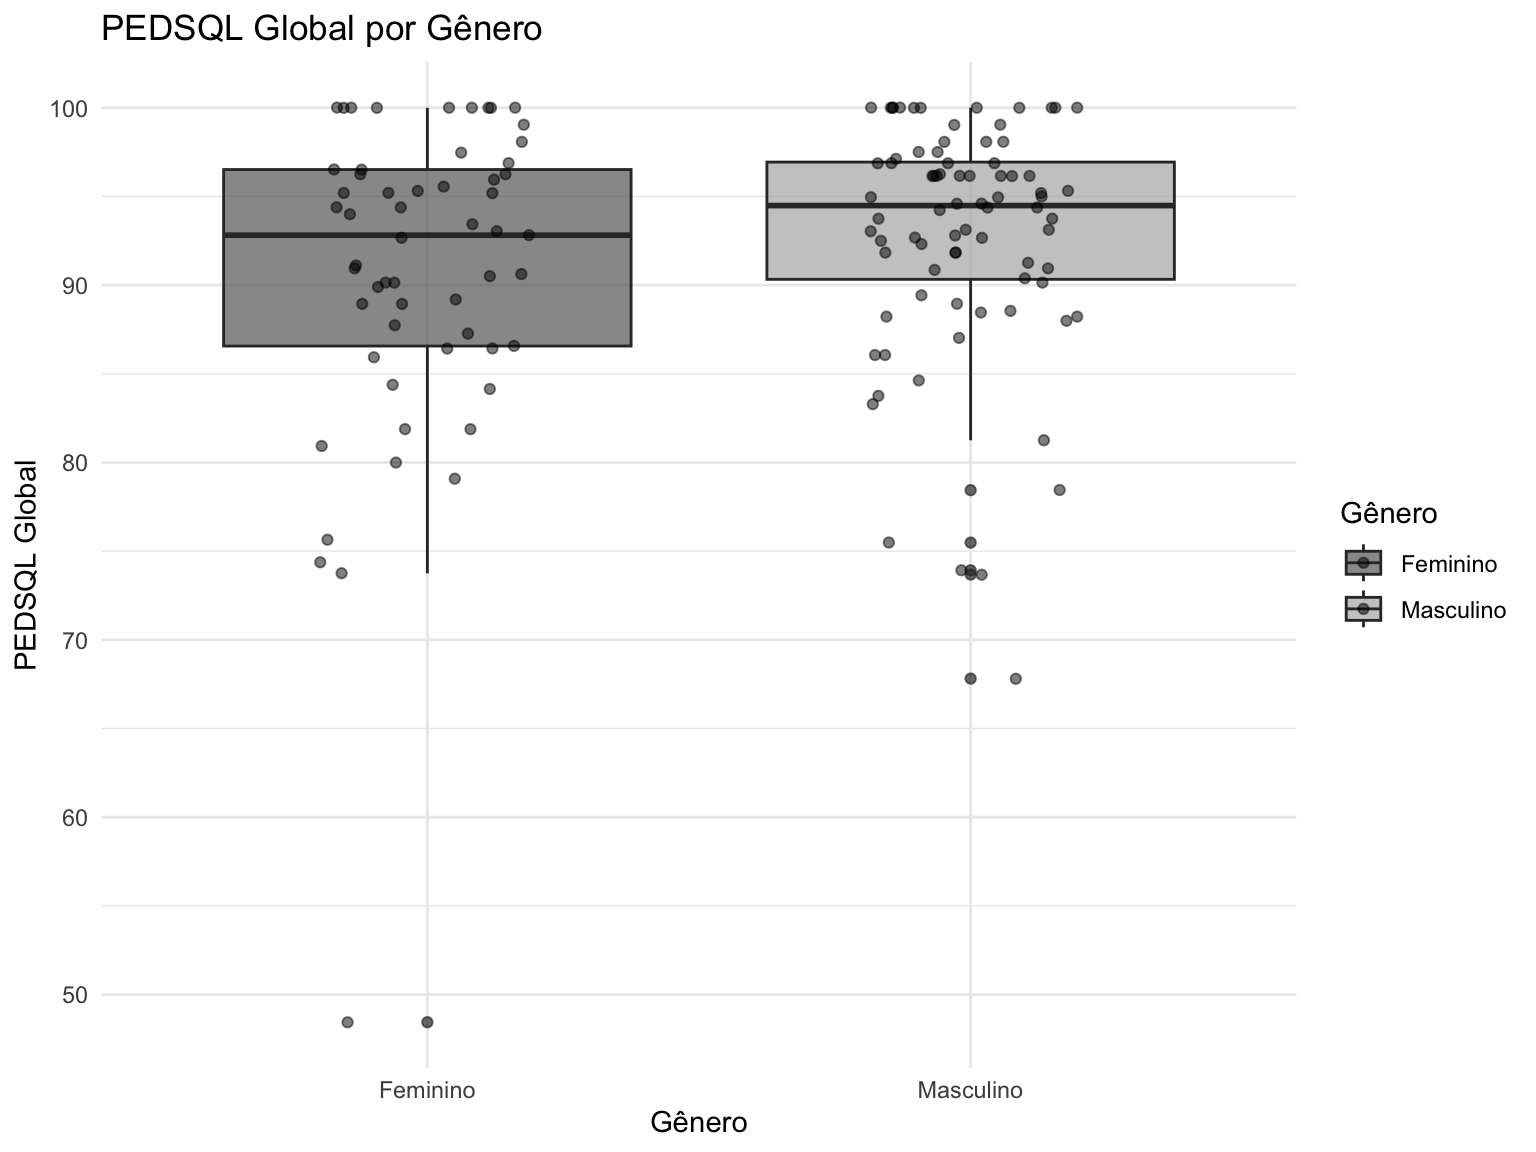 PEDSQL Global por Gênero
PEDSQL Global
100
90
80
70
60
50
Feminino
Masculino
Gênero
Gênero
Feminino
Masculino